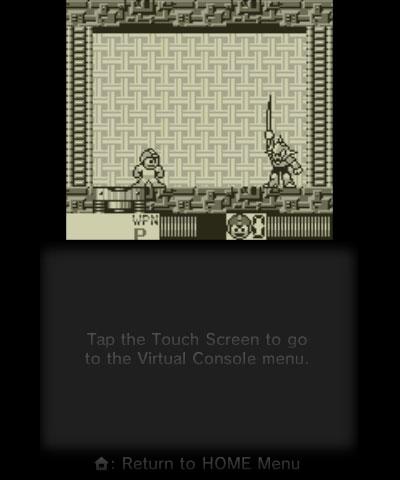 WPN
P
Tap the Touch Screen to go
to the Virtual Console menu.
: Return to HOME Menu